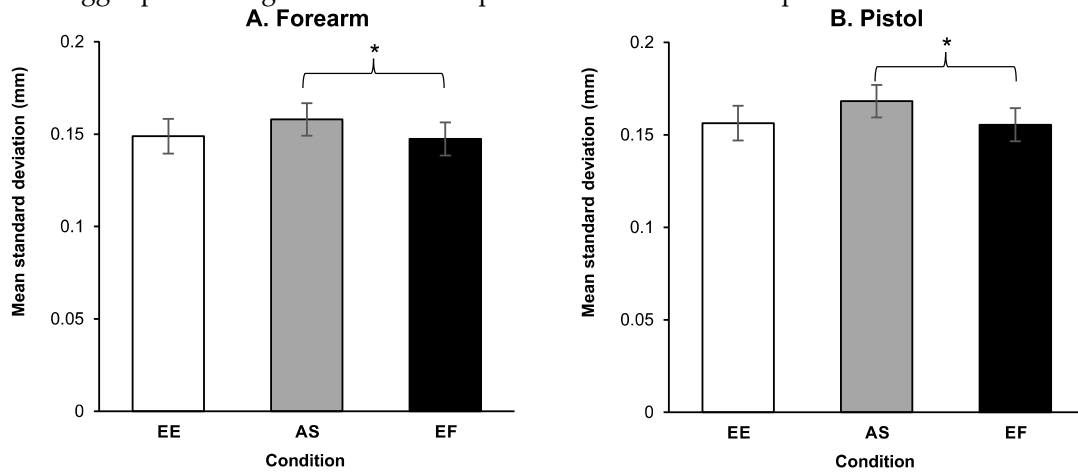 A. Forearm
B. Pistol
Mean standard deviation (mm)
0.2
0.15
0.1
0.05
0
*
EE AS EF
Condition
Mean standard deviation (mm)
0.2
0.15
0.1
0.05
0
*
EE AS EF
Condition